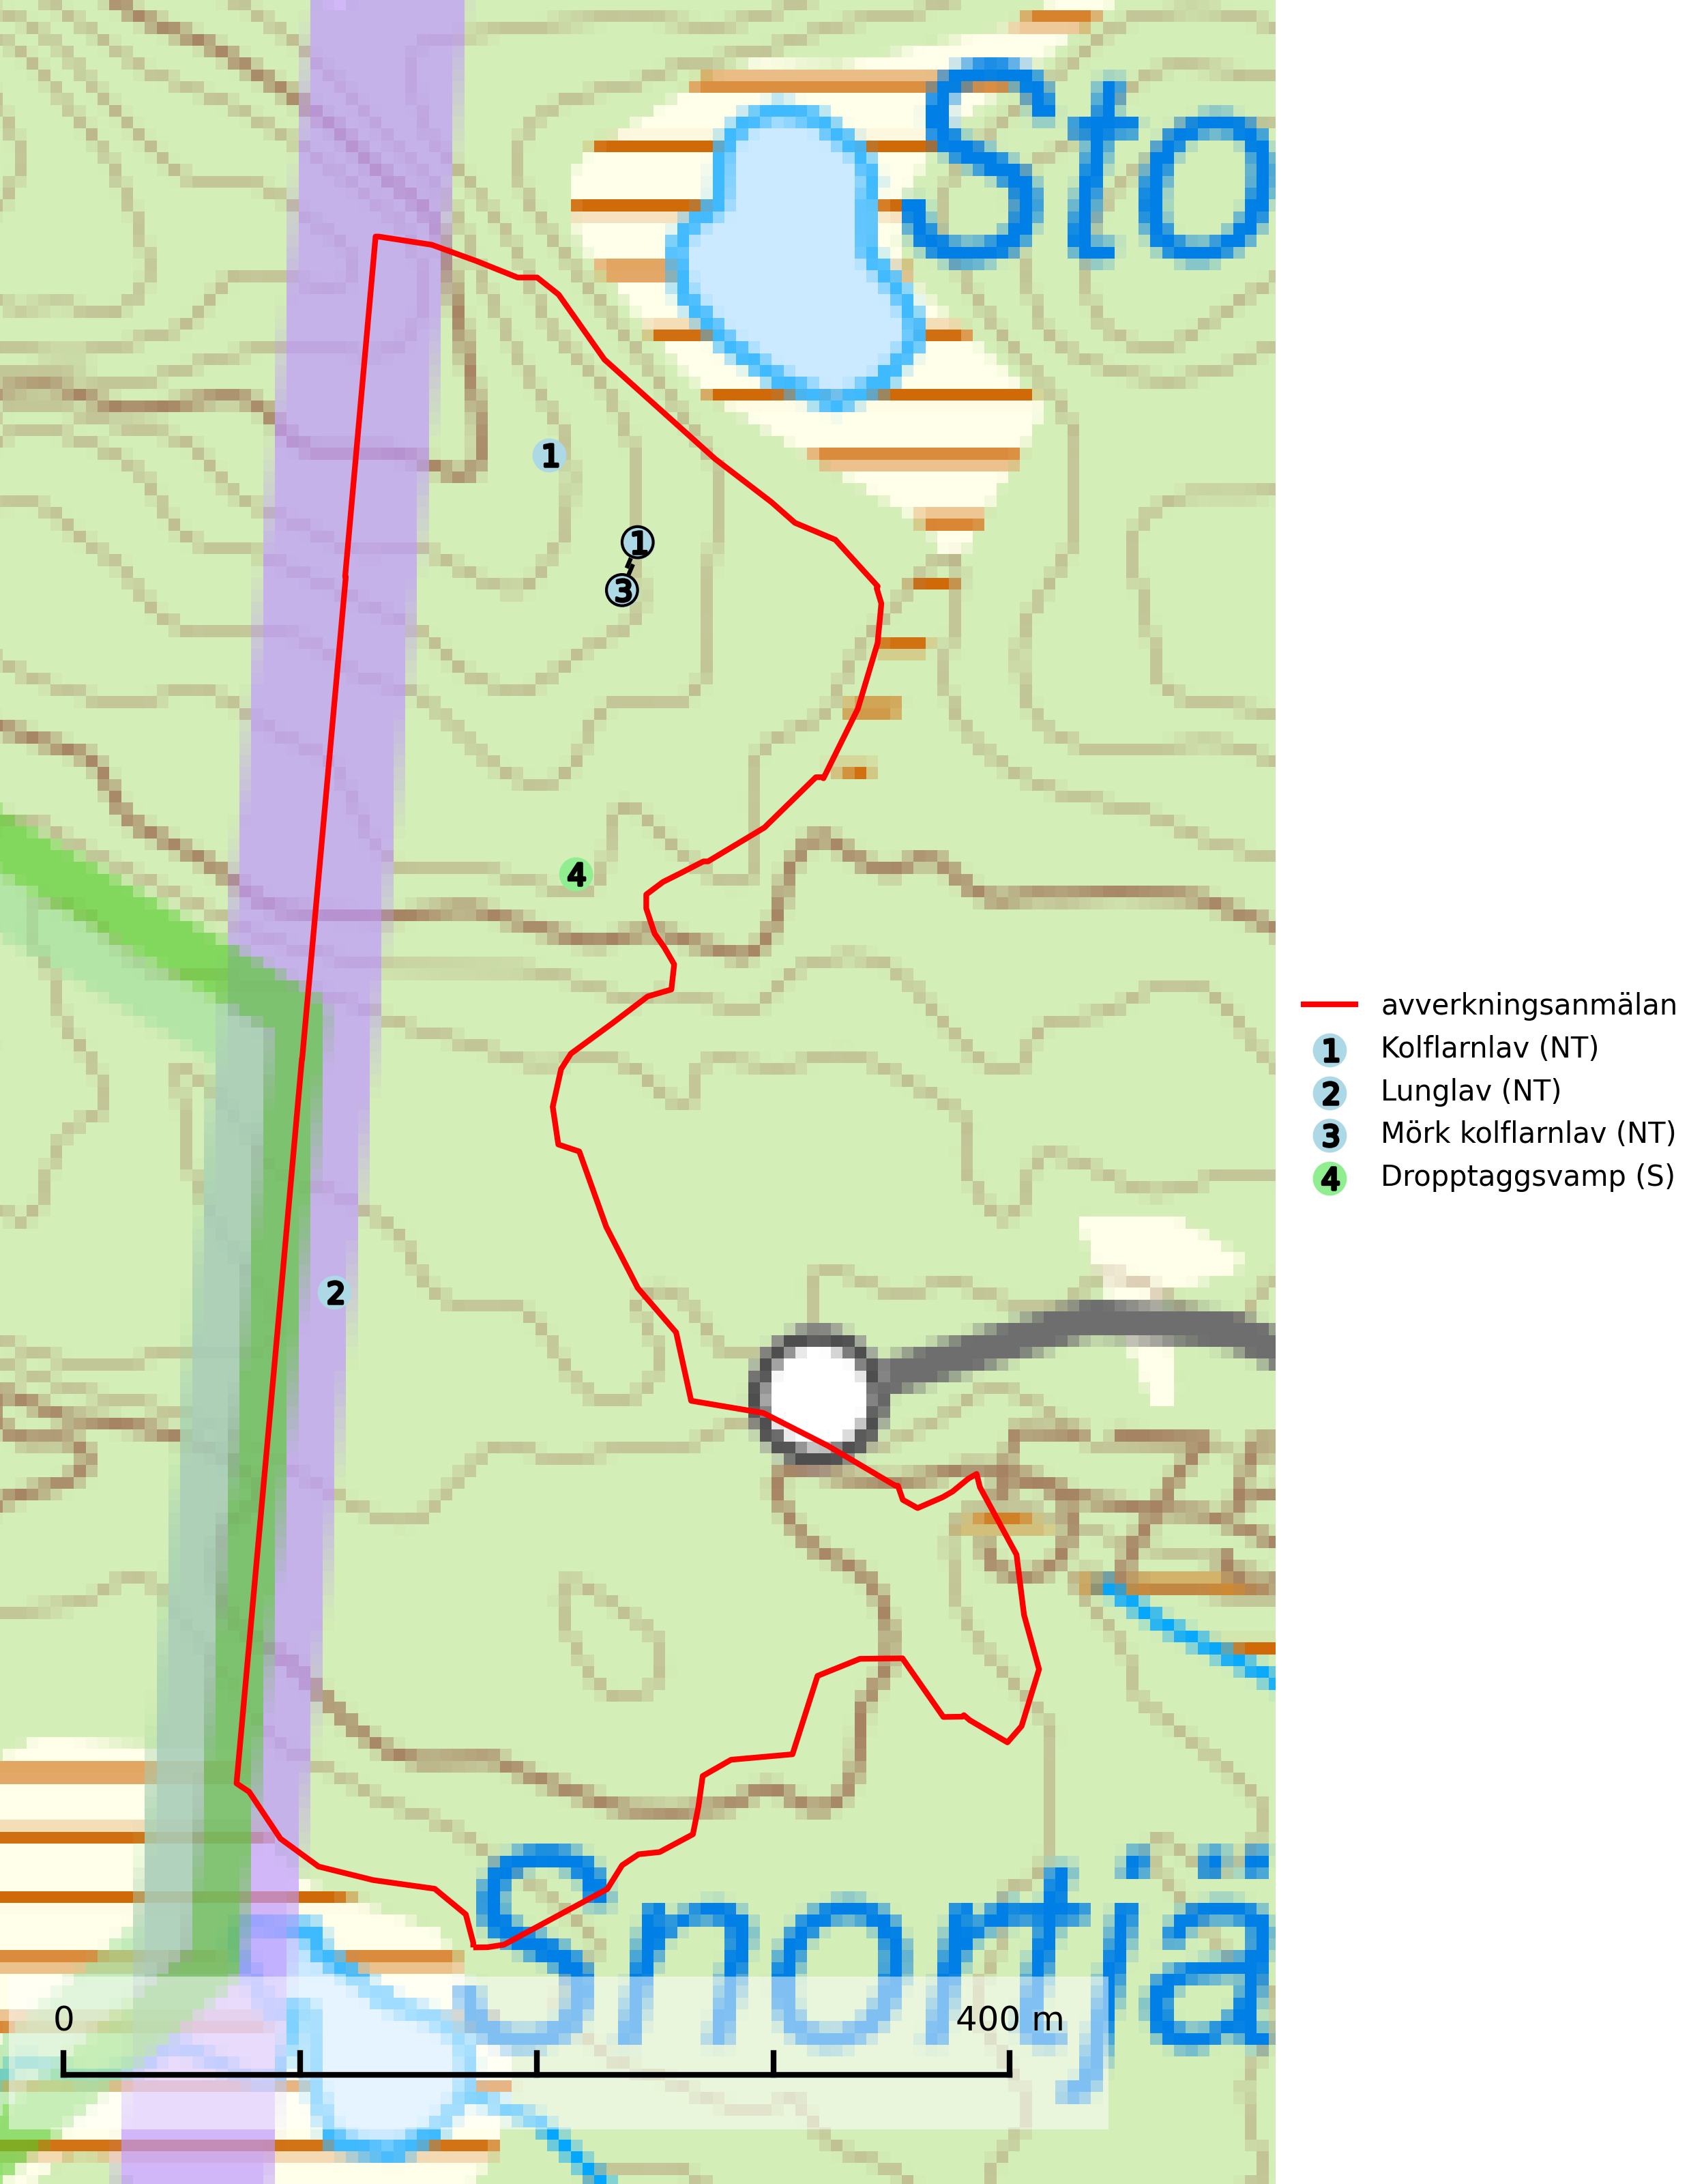 Sto
1
1
3
4
2
Snortjä
0 400 m
avverkningsanmälan
1 Kolflarnlav (NT)
2 Lunglav (NT)
3 Mörk kolflarnlav (NT)
4 Dropptaggsvamp (S)